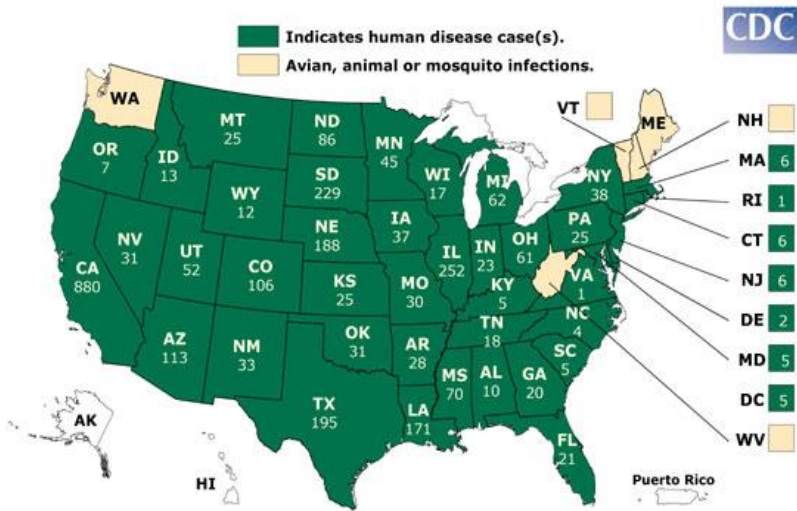 CDC
Indicates human disease case(s).
Avian, animal or mosquito infections.
WA
MT
25
ND
86
MN
45
VT
ME
NH
OR
7
ID
13
WY
12
SD
229
WI
17
MI
62
NY
38
MA 6
RI 1
CT 6
NJ 6
DE 2
MD 5
DC 5
WV
NV
31
UT
52
CO
106
NE
188
IA
37
IL
252
IN
23
OH
61
PA
25
CA
880
KS
25
MO
30
KY
5
VA
1
AZ
113
NM
33
OK
31
AR
28
TN
18
NC
4
SC
5
TX
195
LA
171
MS
70
AL
10
GA
20
FL
21
AK
HI
Puerto Rico